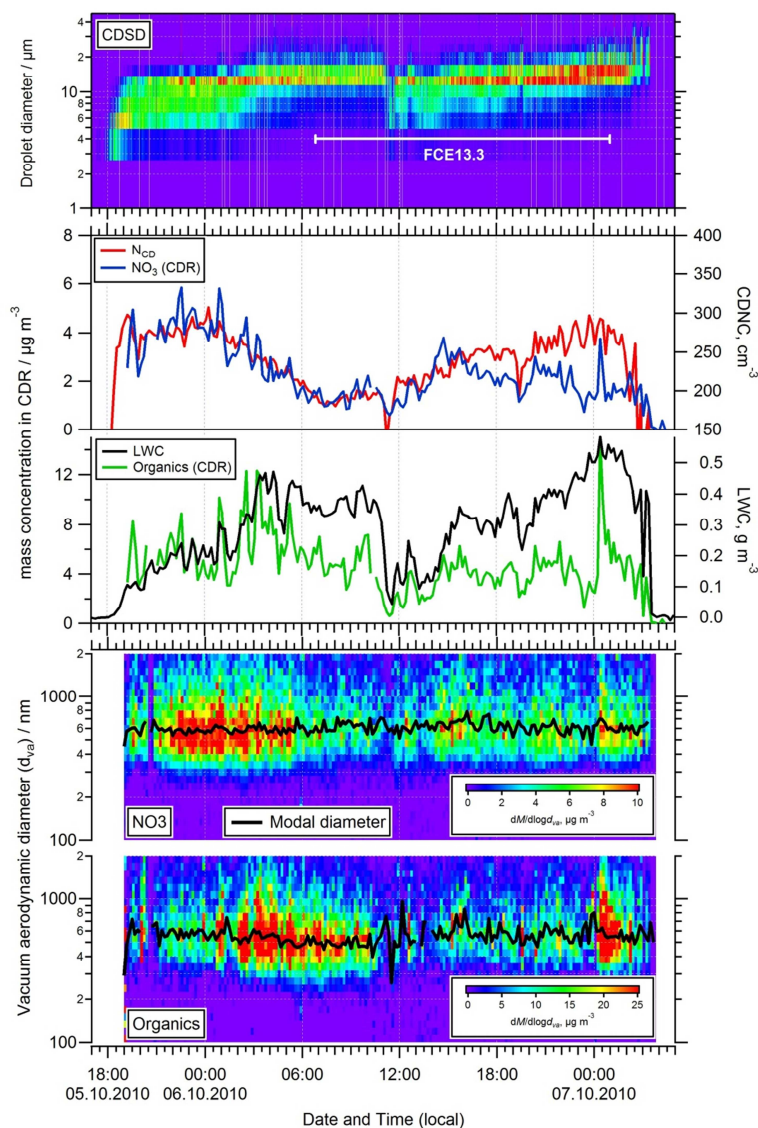 CDSD
Droplet diameter / µm
4
2
10
8
6
4
2
1
FCE13.3
N_CD
NO₃ (CDR)
8
6
4
2
0
400
350
300
250
200
150
CDNC, cm⁻³
mass concentration in CDR / µg m⁻³
LWC
Organics (CDR)
12
8
4
0
0.5
0.4
0.3
0.2
0.1
0.0
LWC, g m⁻³
Vacuum aerodynamic diameter (d_va) / nm
2
1000
8
6
4
2
100
NO3
Modal diameter
0 2 4 6 8 10
dM/dlogd_va, µg m⁻³
2
1000
8
6
4
2
100
Organics
0 5 10 15 20 25
dM/dlogd_va, µg m⁻³
18:00 00:00 06:00 12:00 18:00 00:00
05.10.2010 06.10.2010 07.10.2010
Date and Time (local)